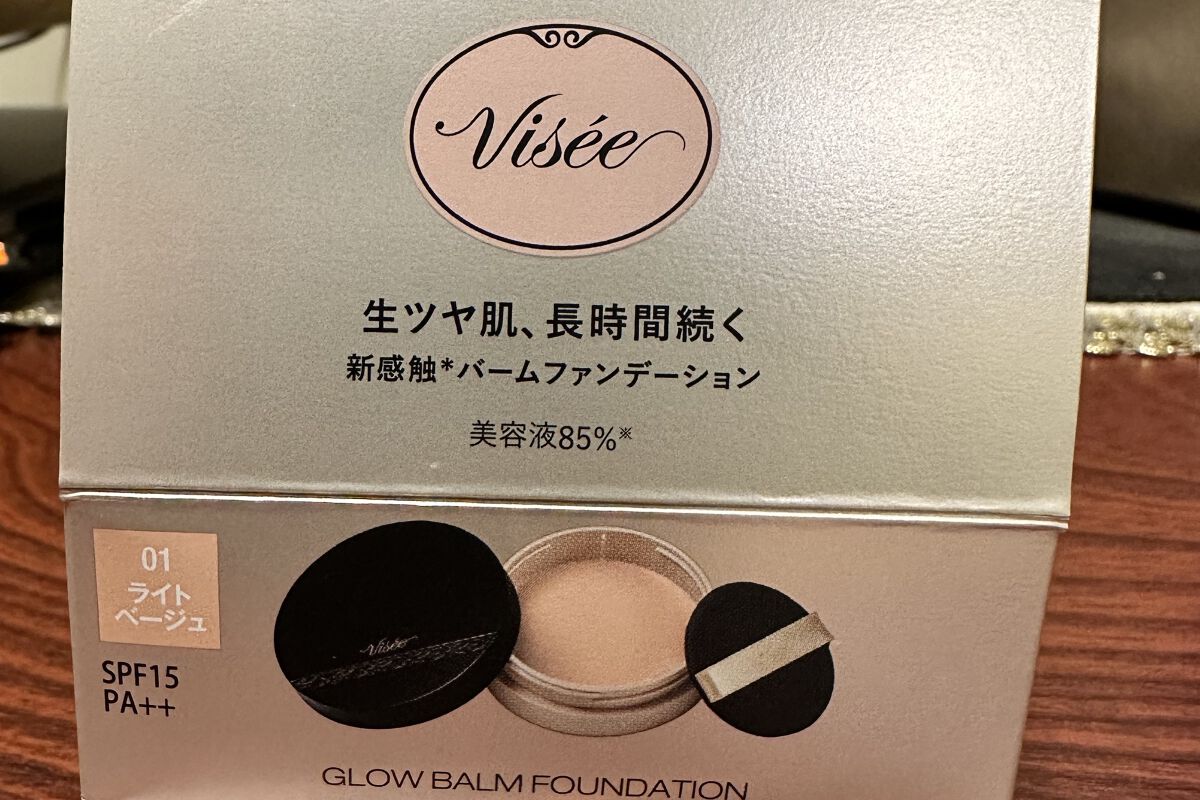 Visée
生ツヤ肌、長時間続く
新感触*バームファンデーション
美容液85%※
01
ライト
ベージュ
SPF15
PA++
Visée
GLOW BALM FOUNDATION